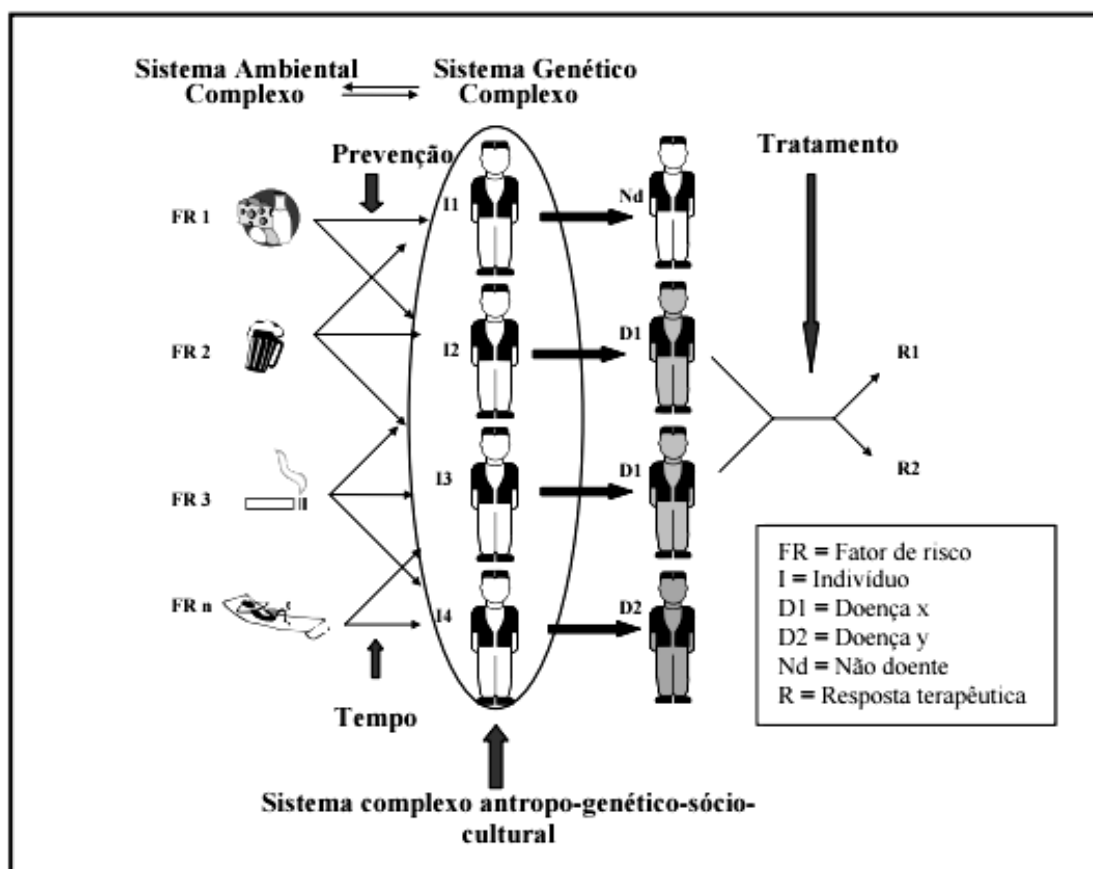 Sistema Ambiental
Complexo
Sistema Genético
Complexo
Prevenção
Tratamento
FR 1
I1
Nd
FR 2
I2
D1
R1
FR 3
I3
D1
R2
FR n
I4
D2
Tempo
FR = Fator de risco
I = Indivíduo
D1 = Doença x
D2 = Doença y
Nd = Não doente
R = Resposta terapêutica
Sistema complexo antropo-genético-sócio-
cultural